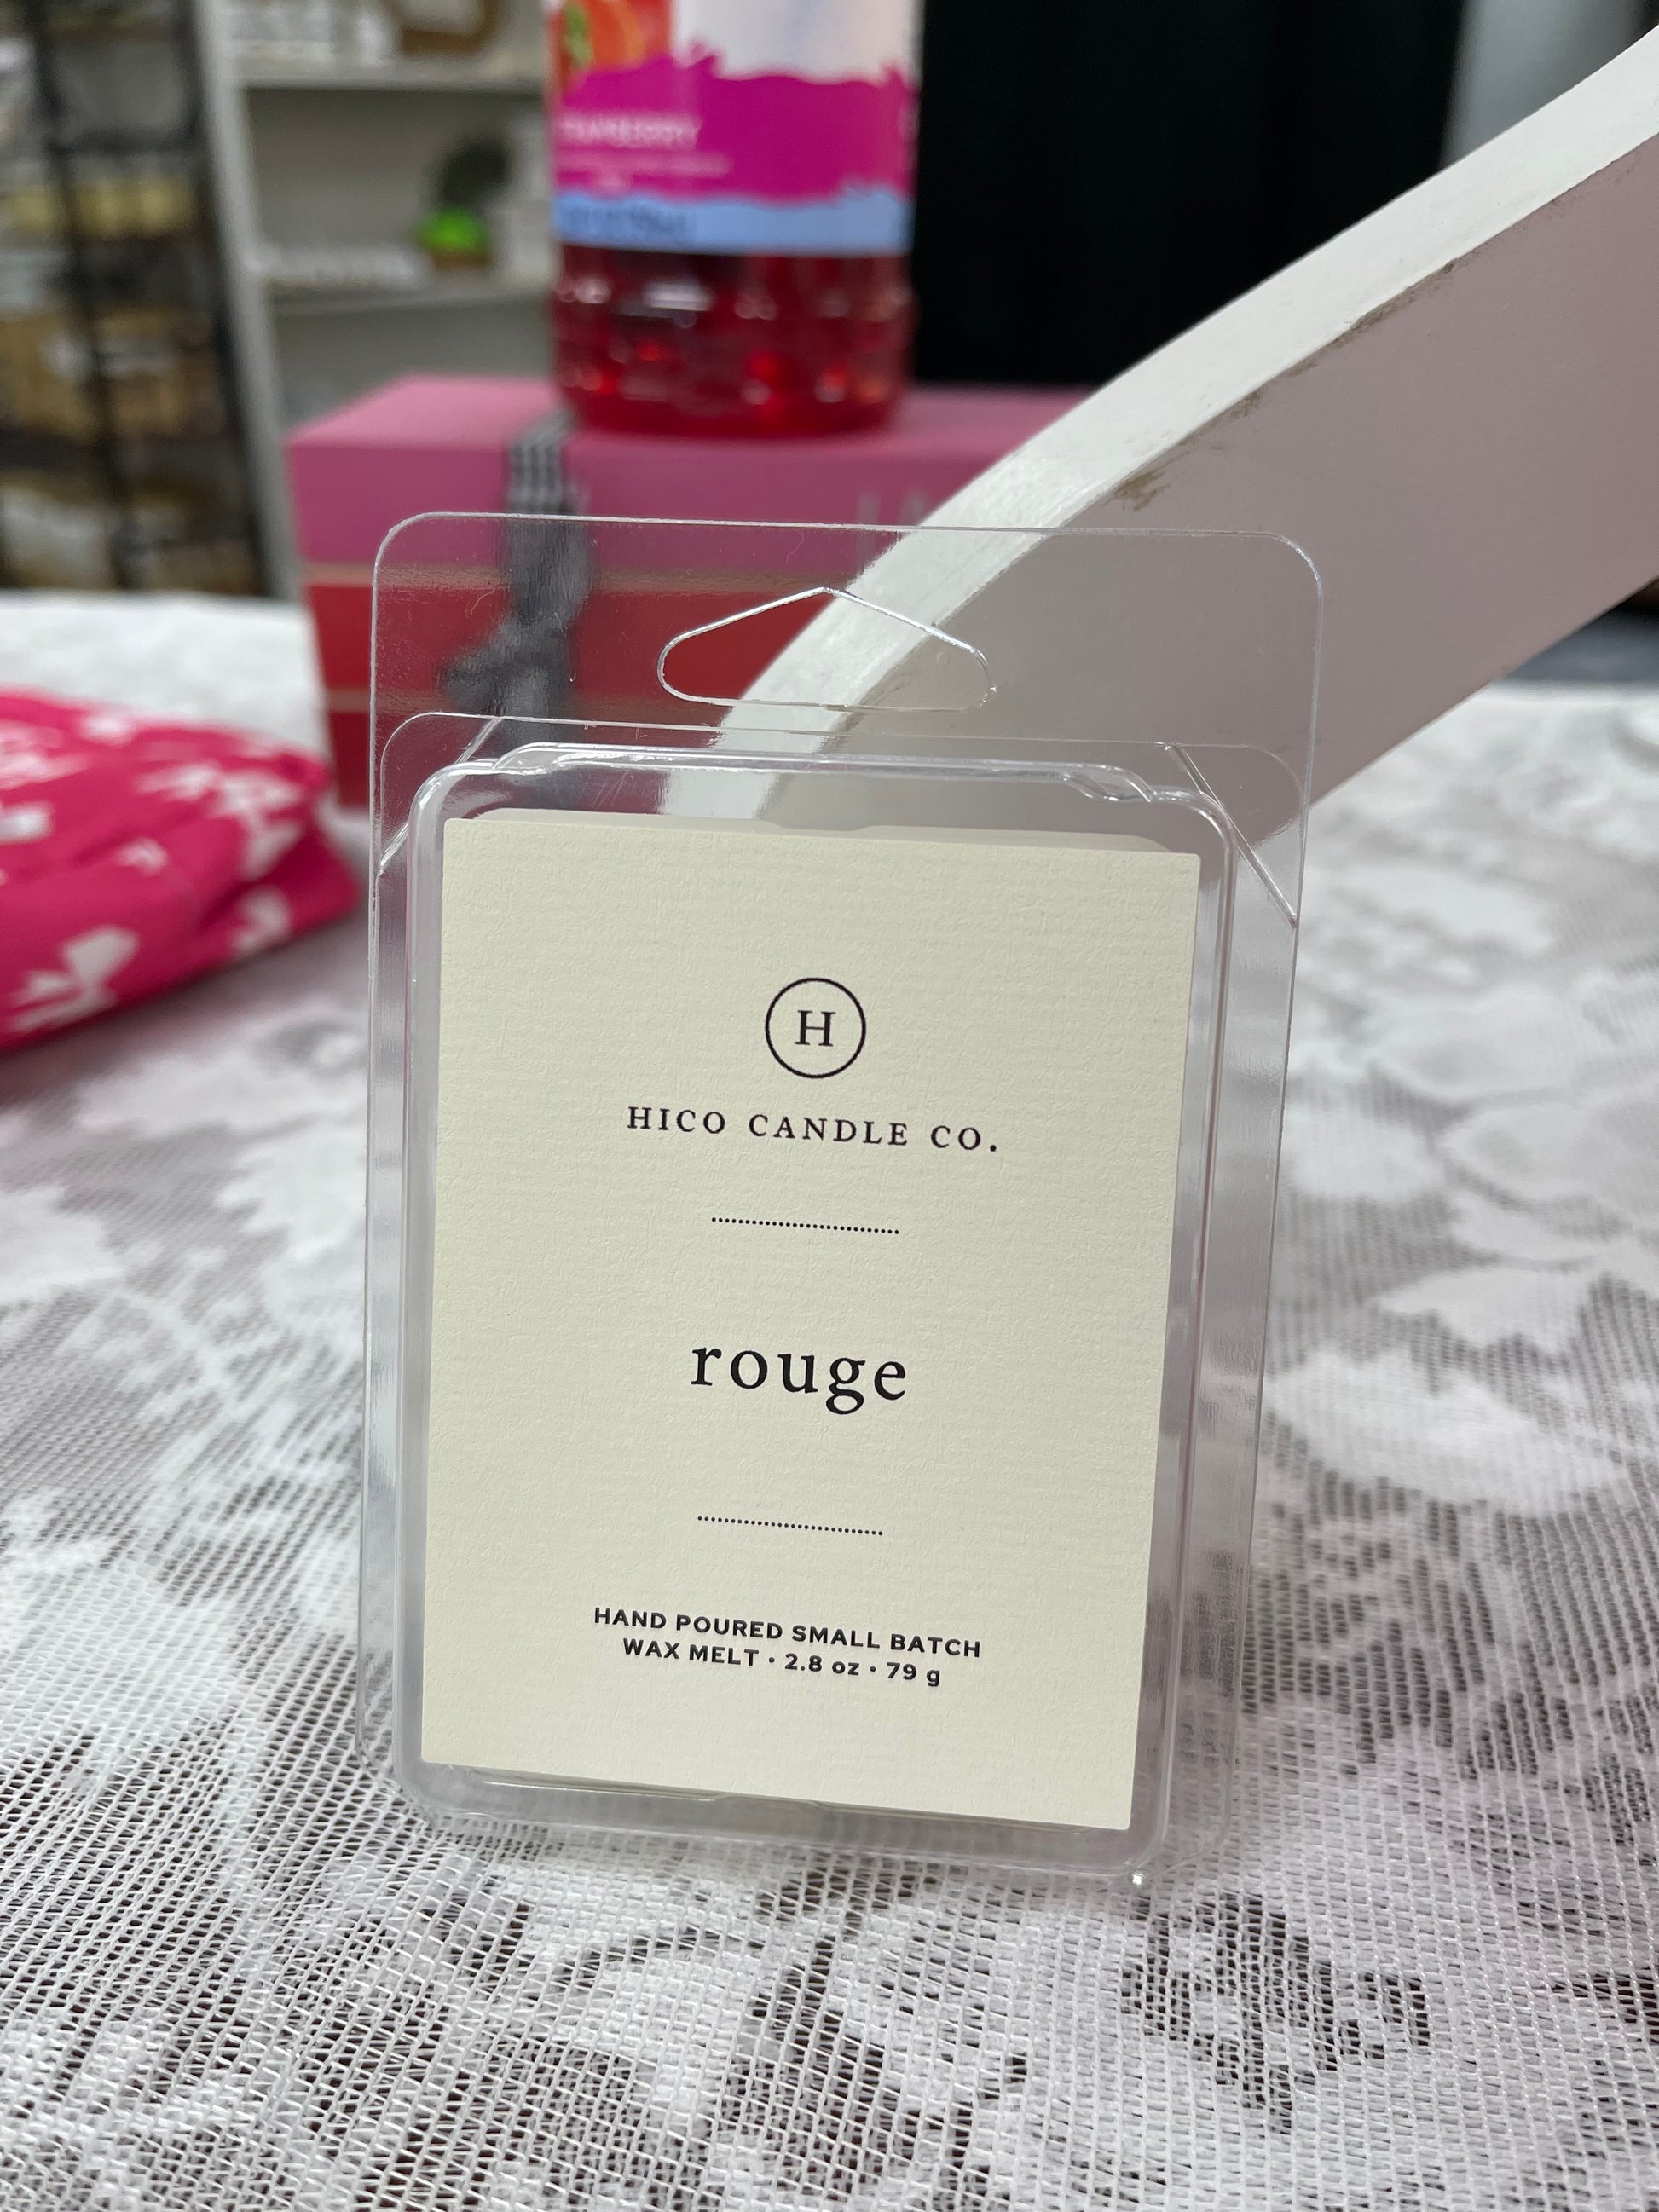 H
HICO CANDLE CO.
rouge
HAND POURED SMALL BATCH
WAX MELT • 2.8 oz • 79 g